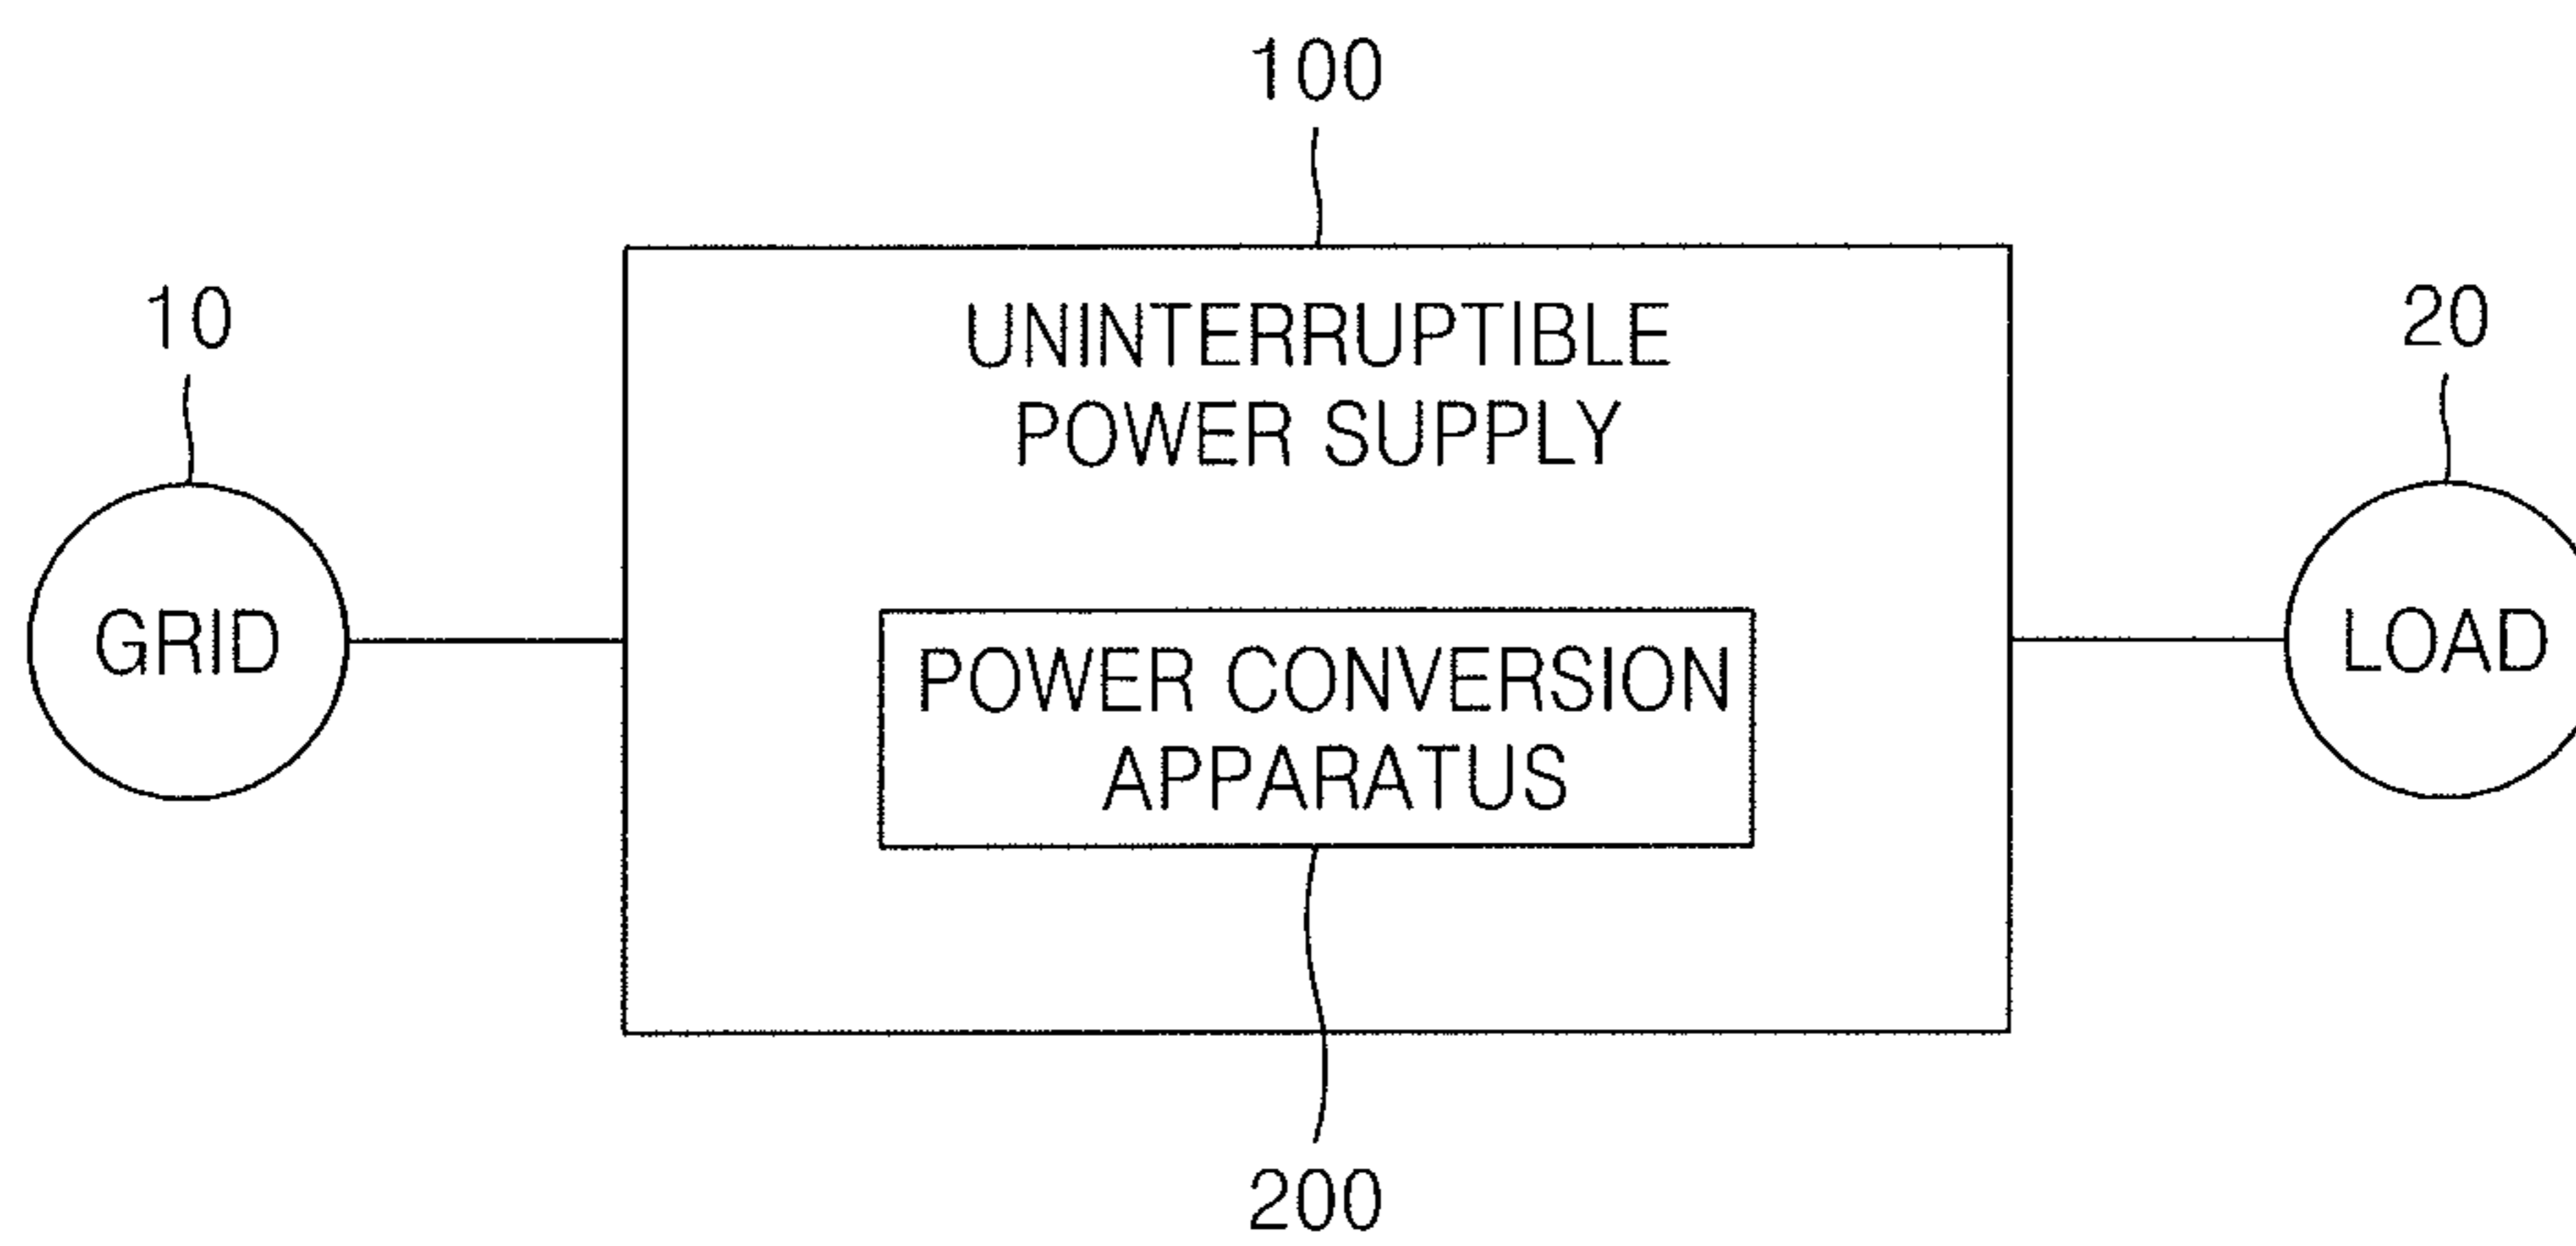 100
10
20
UNINTERRUPTIBLE
POWER SUPPLY
GRID
POWER CONVERSION
APPARATUS
LOAD
200